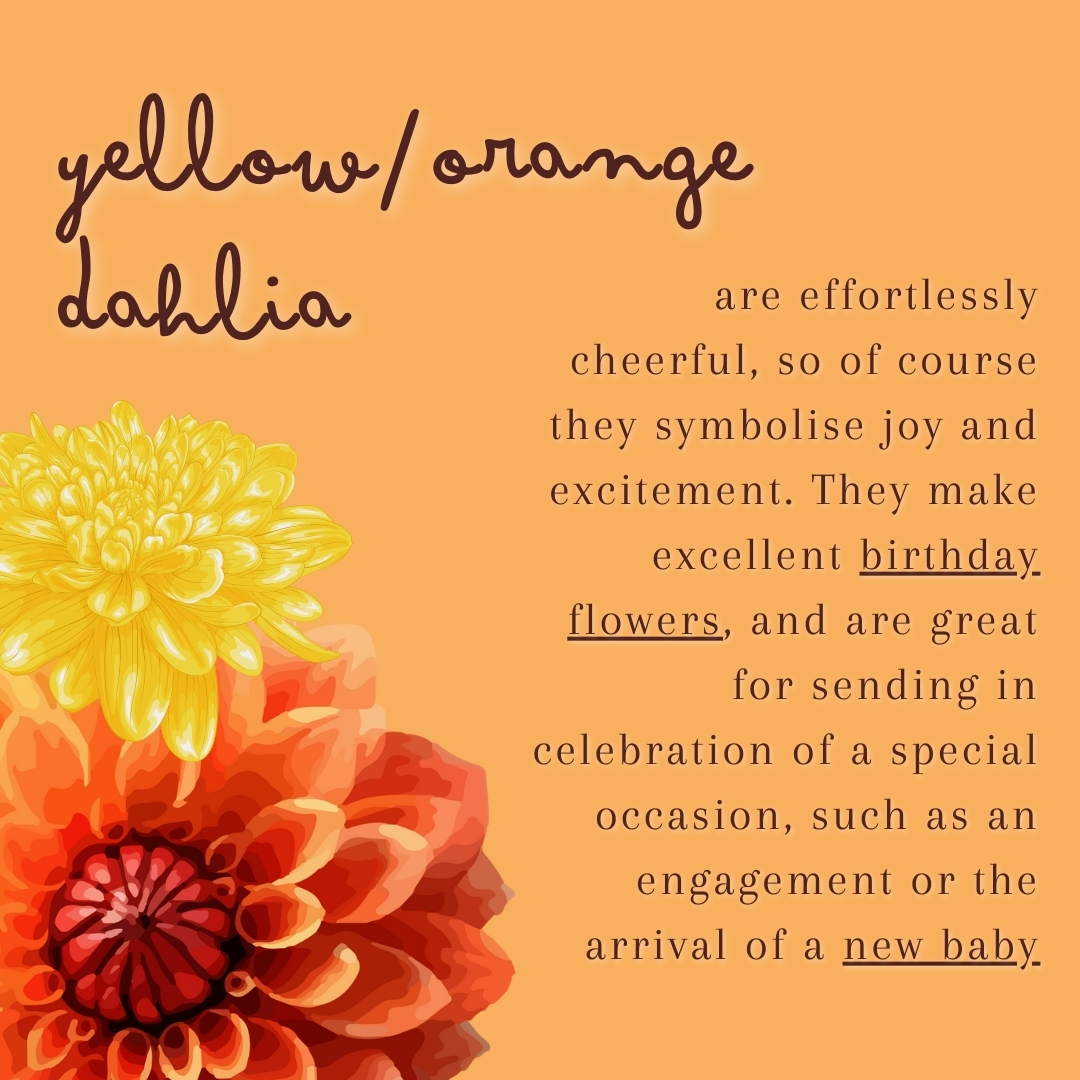 yellow/orange
dahlia
are effortlessly
cheerful, so of course
they symbolise joy and
excitement. They make
excellent birthday
flowers, and are great
for sending in
celebration of a special
occasion, such as an
engagement or the
arrival of a new baby